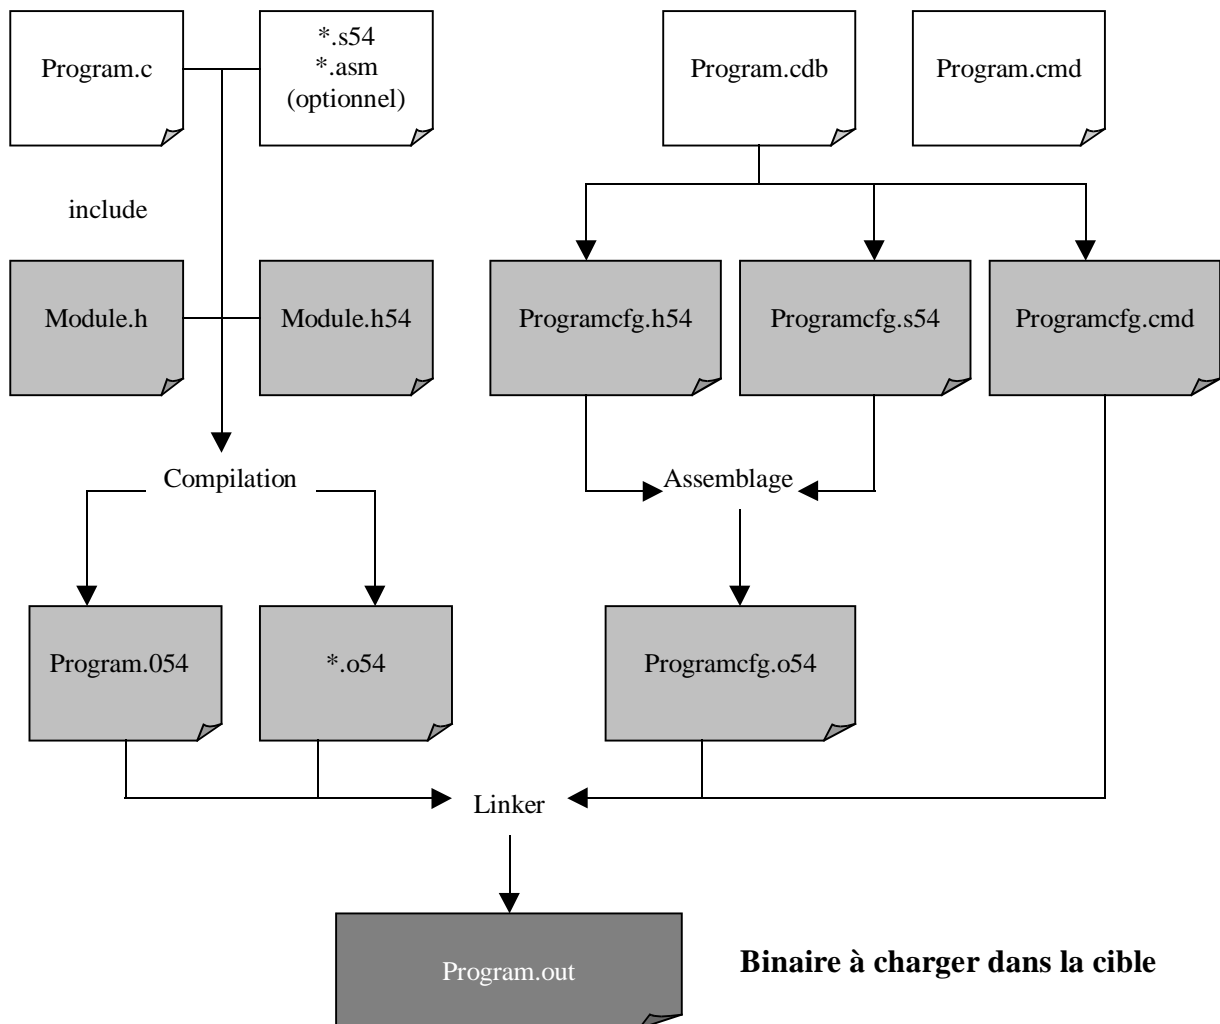 Program.c
*.s54
*.asm
(optionnel)
Program.cdb
Program.cmd
include
Module.h
Module.h54
Programcfg.h54
Programcfg.s54
Programcfg.cmd
Compilation
Assemblage
Program.054
*.o54
Programcfg.o54
Linker
Program.out
Binaire à charger dans la cible